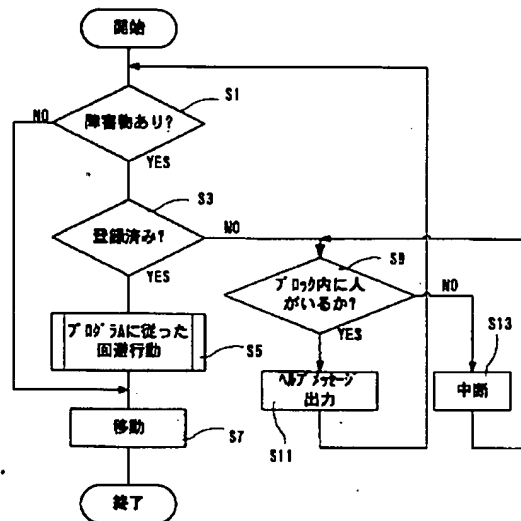 開始
障害物あり?
S1
NO
YES
登録済み?
S3
NO
YES
プログラムに従った
回避行動
S5
移動
S7
終了
ブロック内に人
がいるか?
S9
NO
YES
ヘルプメッセージ
出力
S11
中断
S13